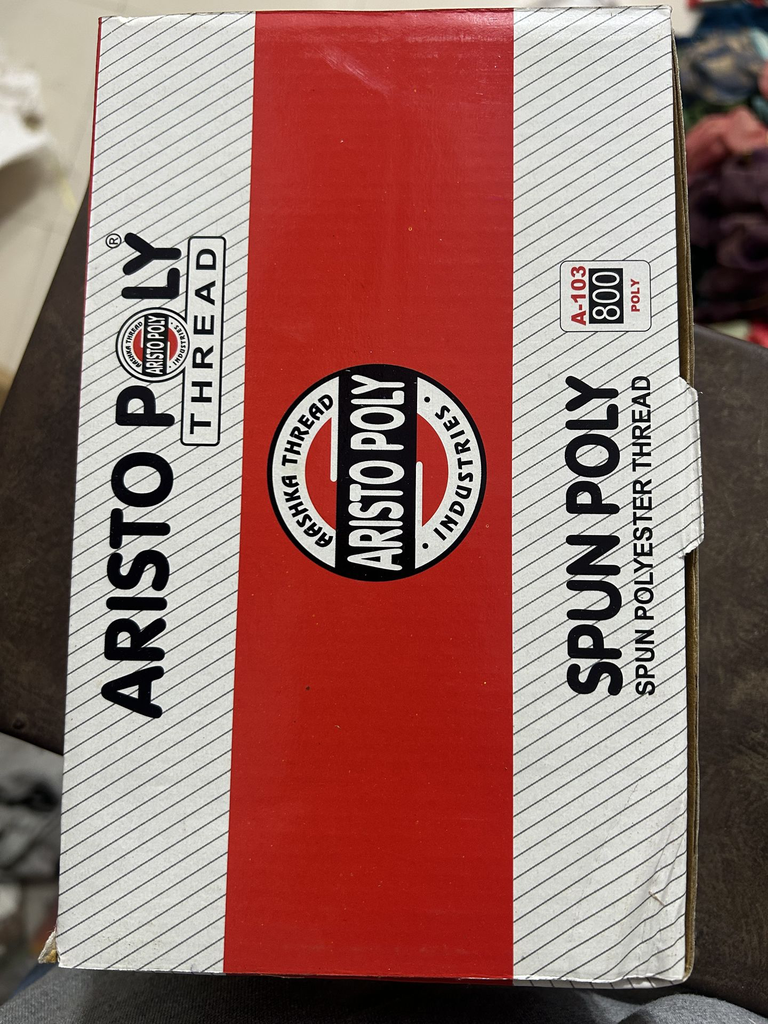 ARISTO POLY®
AASHKA THREAD
ARISTO POLY
· INDUSTRIES ·
THREAD
AASHKA THREAD
ARISTO POLY
· INDUSTRIES ·
SPUN POLY
SPUN POLYESTER THREAD
A-103
800
POLY